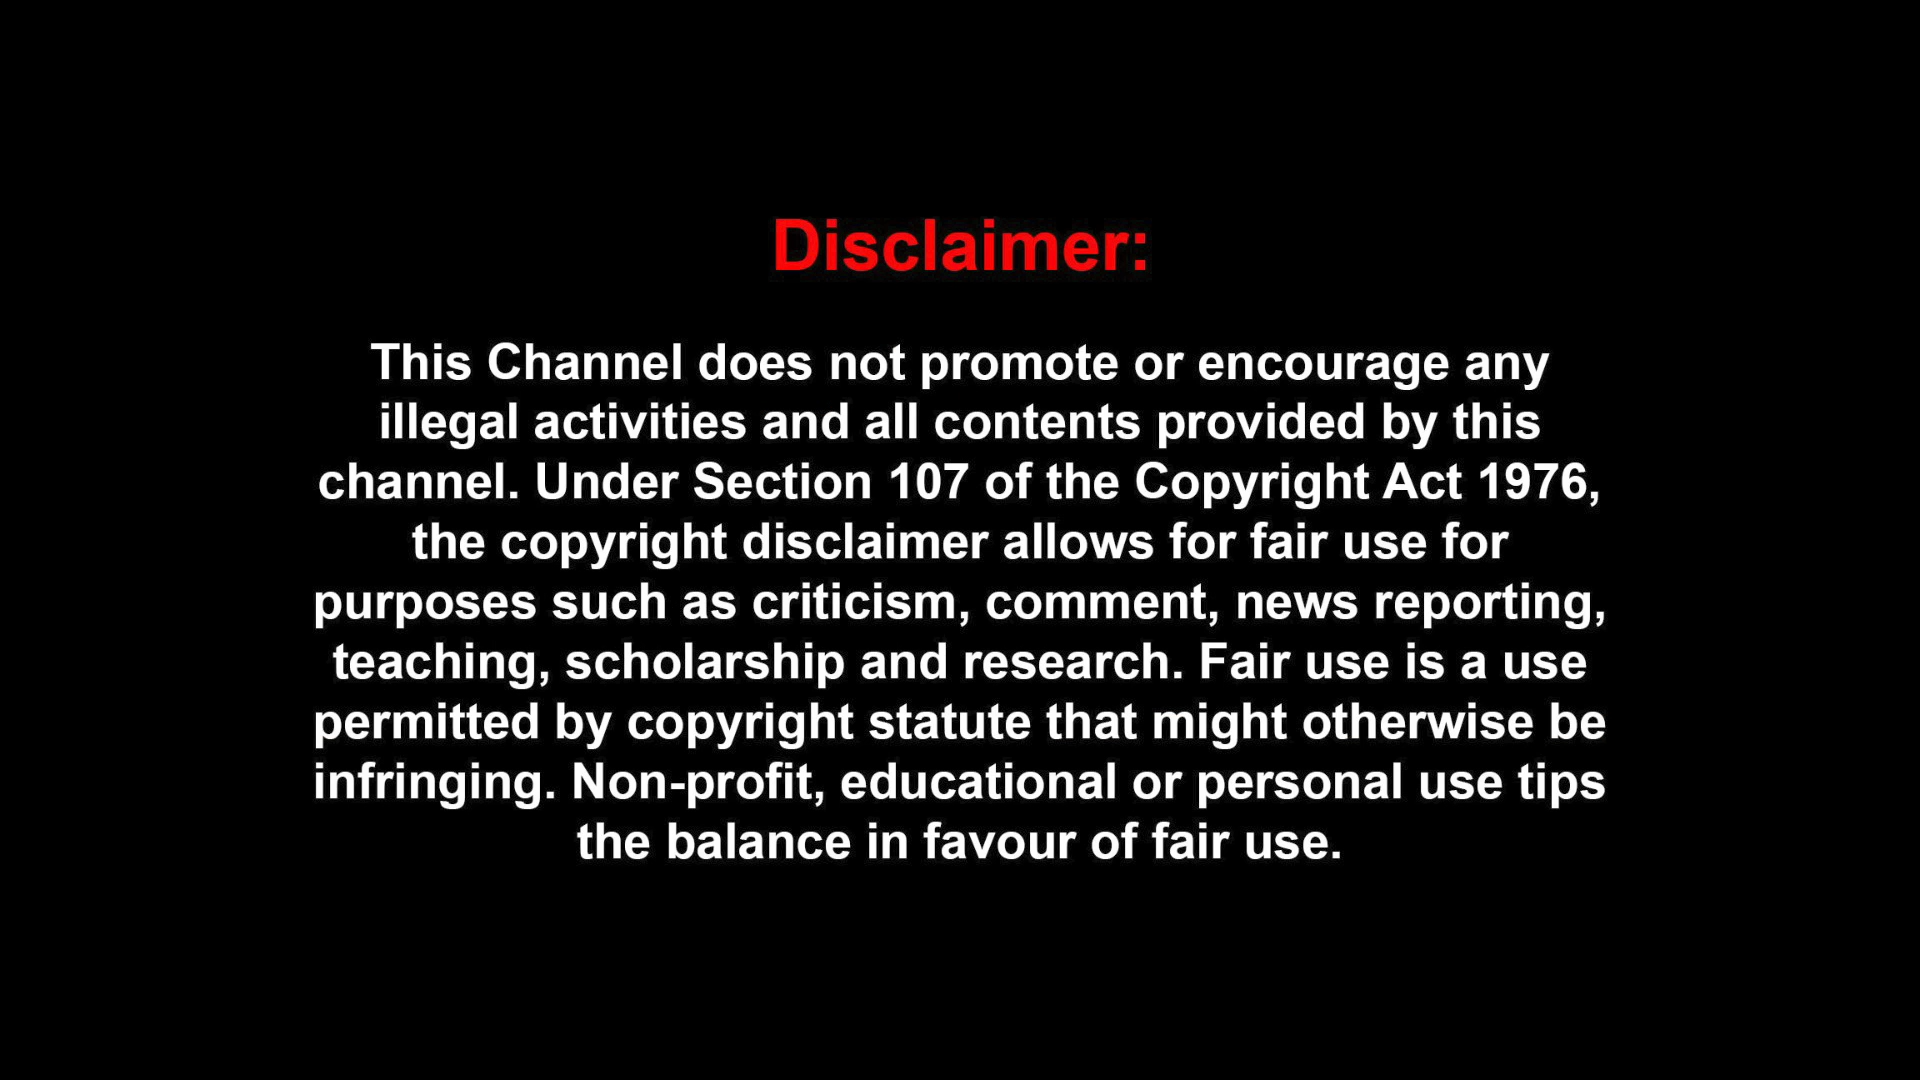 Disclaimer:
This Channel does not promote or encourage any
illegal activities and all contents provided by this
channel. Under Section 107 of the Copyright Act 1976,
the copyright disclaimer allows for fair use for
purposes such as criticism, comment, news reporting,
teaching, scholarship and research. Fair use is a use
permitted by copyright statute that might otherwise be
infringing. Non-profit, educational or personal use tips
the balance in favour of fair use.